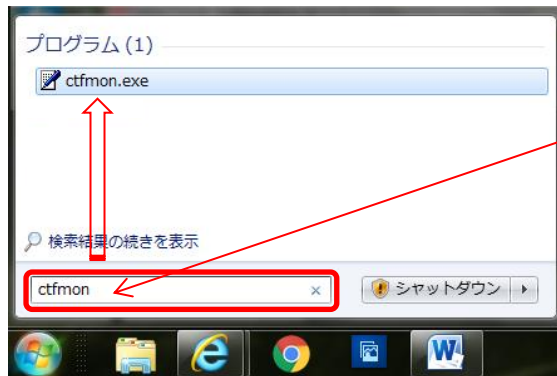 プログラム (1)
ctfmon.exe
検索結果の続きを表示
ctfmon
シャットダウン